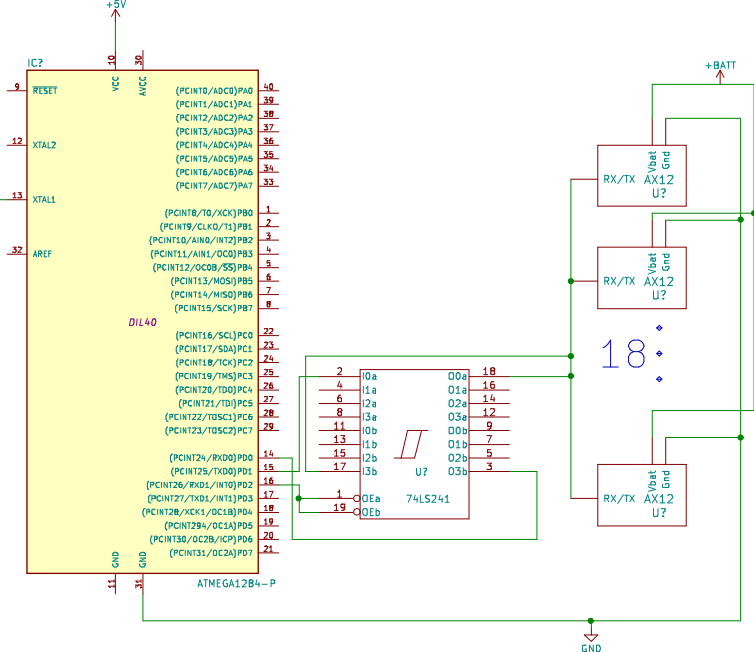 +5V
+BATT
IC?
10
30
VCC
AVCC
9
RESET
12
XTAL2
13
XTAL1
32
AREF
(PCINT0/ADC0)PA0
40
(PCINT1/ADC1)PA1
39
(PCINT2/ADC2)PA2
38
(PCINT3/ADC3)PA3
37
(PCINT4/ADC4)PA4
36
(PCINT5/ADC5)PA5
35
(PCINT6/ADC6)PA6
34
(PCINT7/ADC7)PA7
33
(PCINT8/T0/XCK)PB0
1
(PCINT9/CLKO/T1)PB1
2
(PCINT10/AIN0/INT2)PB2
3
(PCINT11/AIN1/OC0)PB3
4
(PCINT12/OC0B/SS)PB4
5
(PCINT13/MOSI)PB5
6
(PCINT14/MISO)PB6
7
(PCINT15/SCK)PB7
8
DIL40
(PCINT16/SCL)PC0
22
(PCINT17/SDA)PC1
23
(PCINT18/TCK)PC2
24
(PCINT19/TMS)PC3
25
(PCINT20/TDO)PC4
26
(PCINT21/TDI)PC5
27
(PCINT22/TOSC1)PC6
28
(PCINT23/TOSC2)PC7
29
(PCINT24/RXD0)PD0
14
(PCINT25/TXD0)PD1
15
(PCINT26/RXD1/INT0)PD2
16
(PCINT27/TXD1/INT1)PD3
17
(PCINT28/XCK1/OC1B)PD4
18
(PCINT294/OC1A)PD5
19
(PCINT30/OC2B/ICP)PD6
20
(PCINT31/OC2A)PD7
21
GND
GND
11
31
ATMEGA1284-P
2
I0a
O0a
18
4
I1a
O1a
16
6
I2a
O2a
14
8
I3a
O3a
12
11
I0b
O0b
9
13
I1b
O1b
7
15
I2b
O2b
5
17
I3b
O3b
3
U?
1
OEa
74LS241
19
OEb
Vbat
Gnd
RX/TX
AX12
U?
Vbat
Gnd
RX/TX
AX12
U?
18
Vbat
Gnd
RX/TX
AX12
U?
GND